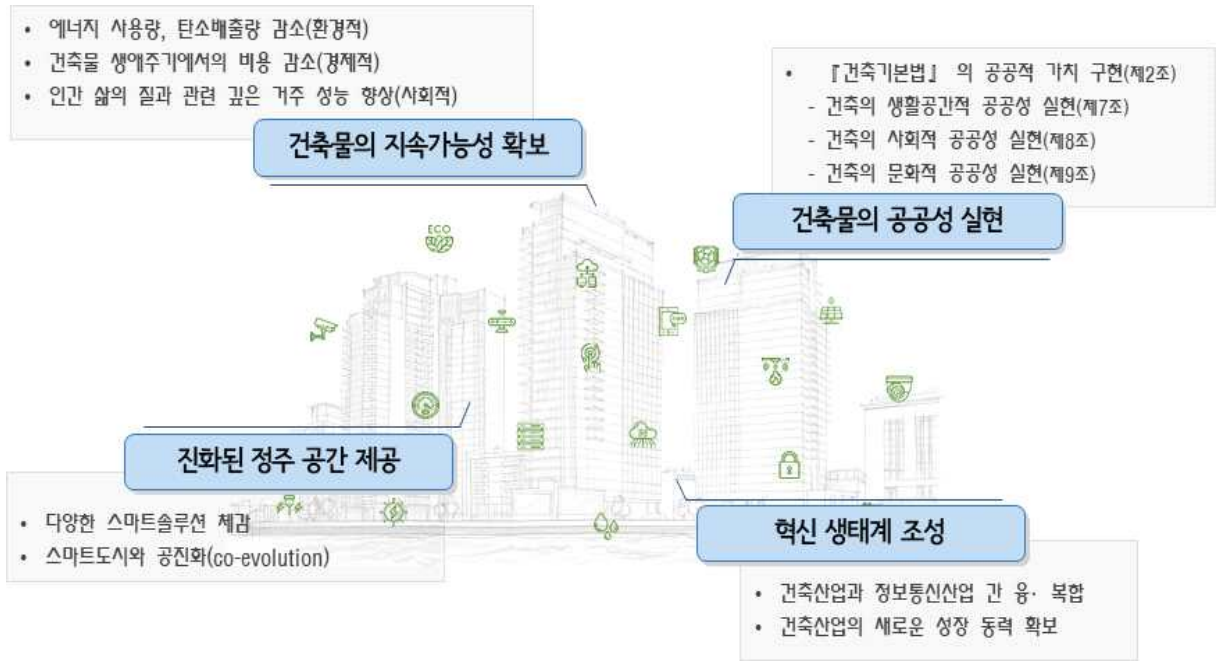 • 에너지 사용량, 탄소배출량 감소(환경적)
• 건축물 생애주기에서의 비용 감소(경제적)
• 인간 삶의 질과 관련 깊은 거주 성능 향상(사회적)
건축물의 지속가능성 확보
• 『건축기본법』 의 공공적 가치 구현(제2조)
- 건축의 생활공간적 공공성 실현(제7조)
- 건축의 사회적 공공성 실현(제8조)
- 건축의 문화적 공공성 실현(제9조)
건축물의 공공성 실현
ECO
진화된 정주 공간 제공
• 다양한 스마트솔루션 체감
• 스마트도시와 공진화(co-evolution)
혁신 생태계 조성
• 건축산업과 정보통신산업 간 융· 복합
• 건축산업의 새로운 성장 동력 확보